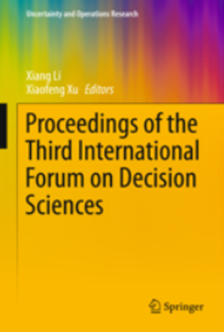 Uncertainty and Operations Research
Xiang Li
Xiaofeng Xu Editors
Proceedings of the
Third International
Forum on Decision
Sciences
Springer